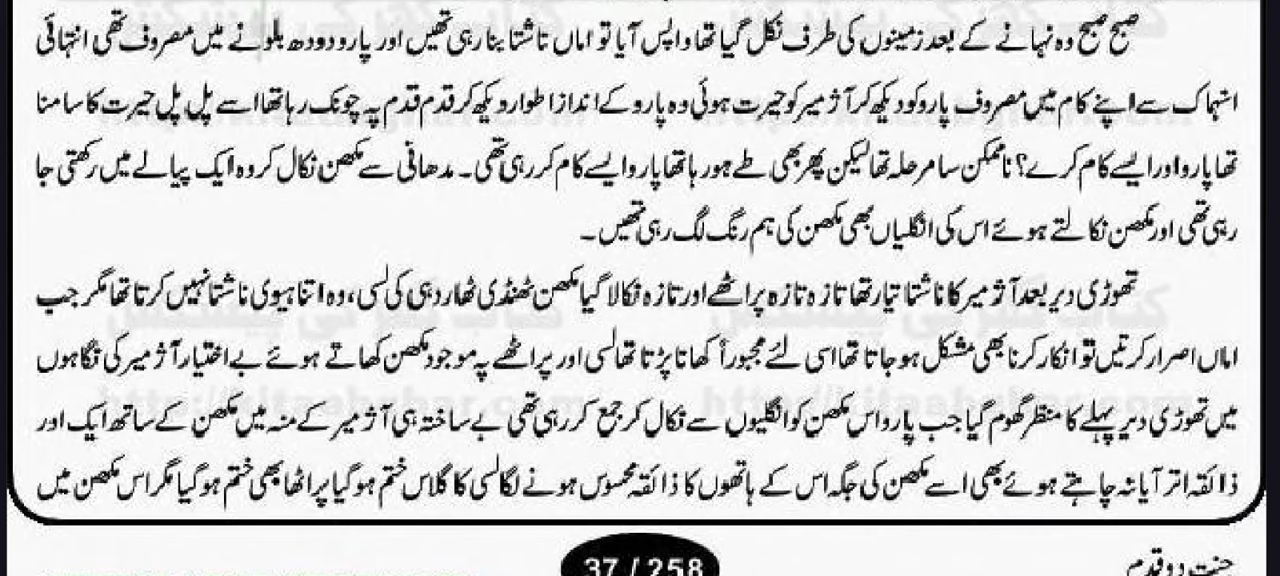 صبح صبح وہ نہانے کے بعد زمینوں کی طرف نکل گیا تھا واپس آیا تو اماں ناشتا بنا رہی تھیں اور پارو دودھ بلونے میں مصروف تھی انتہائی
انہماک سے اپنے کام میں مصروف پارو کو دیکھ کر آژمیر کو حیرت ہوئی وہ پارو کے انداز اطوار دیکھ کر قدم قدم پہ چونک رہا تھا اسے پل پل حیرت کا سامنا
تھا پارو اور ایسے کام کرے؟ ناممکن سا مرحلہ تھا لیکن پھر بھی طے ہو رہا تھا پارو ایسے کام کر رہی تھی۔ مدھانی سے مکھن نکال کر وہ ایک پیالے میں رکھتی جا
رہی تھی اور مکھن نکالتے ہوئے اس کی انگلیاں بھی مکھن کی ہم رنگ لگ رہی تھیں۔
تھوڑی دیر بعد آژمیر کا ناشتا تیار تھا تازہ تازہ پراٹھے اور تازہ نکالا گیا مکھن ٹھنڈی ٹھار دہی کی لسی، وہ اتنا ہیوی ناشتا نہیں کرتا تھا مگر جب
اماں اصرار کرتیں تو انکار کرنا بھی مشکل ہو جاتا تھا اسی لئے مجبوراً کھانا پڑتا تھا لسی اور پراٹھے پہ موجود مکھن کھاتے ہوئے بے اختیار آژمیر کی نگاہوں
میں تھوڑی دیر پہلے کا منظر گھوم گیا جب پارو اس مکھن کو انگلیوں سے نکال کر جمع کر رہی تھی بے ساختہ ہی آژمیر کے منہ میں مکھن کے ساتھ ایک اور
ذائقہ اتر آیا نہ چاہتے ہوئے بھی اسے مکھن کی جگہ اس کے ہاتھوں کا ذائقہ محسوس ہونے لگا لسی کا گلاس ختم ہو گیا پراٹھا بھی ختم ہو گیا مگر اس مکھن میں
37 / 258
جنت دو قدم